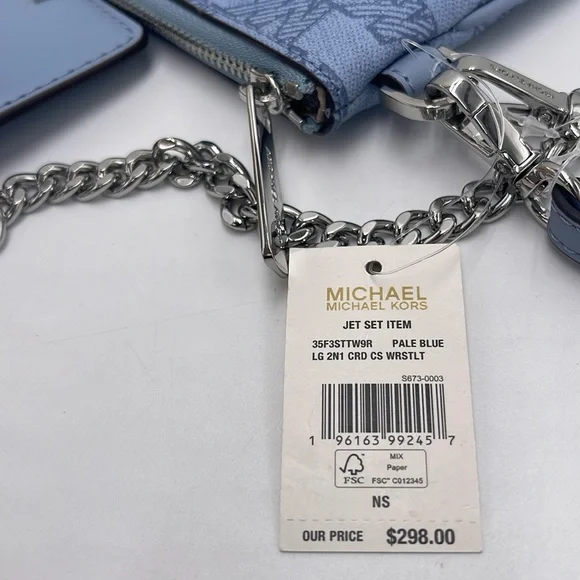 MICHAEL
MICHAEL KORS
JET SET ITEM
35F3STTW9R PALE BLUE
LG 2N1 CRD CS WRSTLT
S673-0003
1 96163 99245 7
FSC
MIX
Paper
FSC® C012345
NS
OUR PRICE $298.00